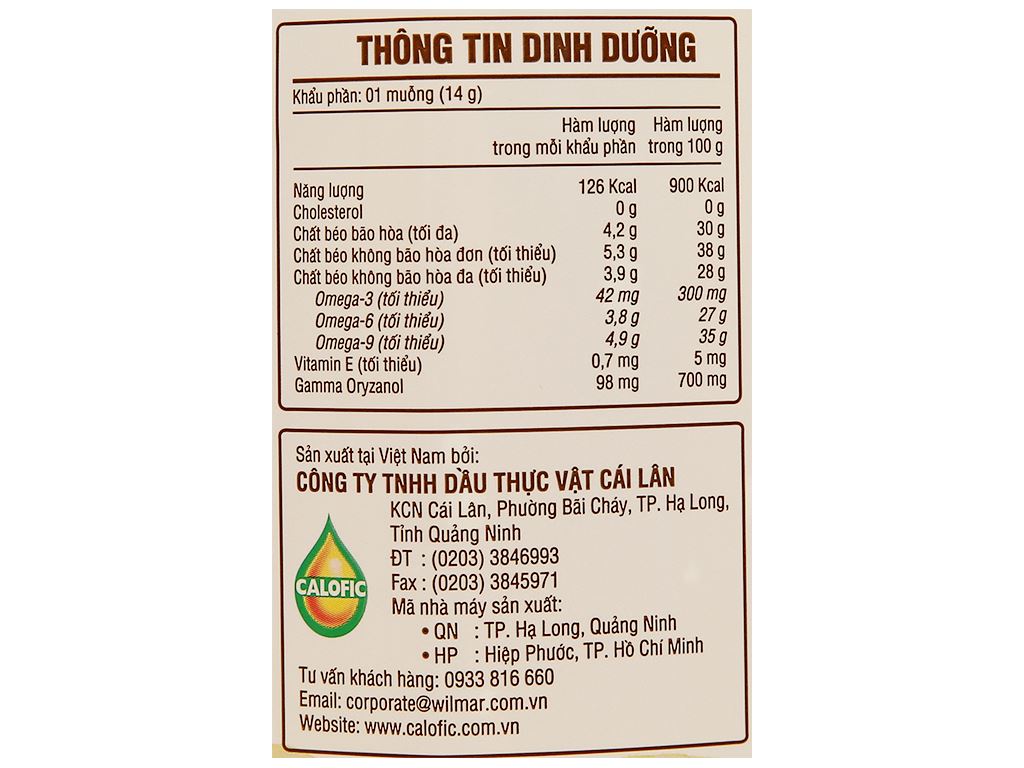 THÔNG TIN DINH DƯỠNG
Khẩu phần: 01 muỗng (14 g)
Hàm lượng Hàm lượng
trong mỗi khẩu phần trong 100 g
Năng lượng 126 Kcal 900 Kcal
Cholesterol 0 g 0 g
Chất béo bão hòa (tối đa) 4,2 g 30 g
Chất béo không bão hòa đơn (tối thiểu) 5,3 g 38 g
Chất béo không bão hòa đa (tối thiểu) 3,9 g 28 g
Omega-3 (tối thiểu) 42 mg 300 mg
Omega-6 (tối thiểu) 3,8 g 27 g
Omega-9 (tối thiểu) 4,9 g 35 g
Vitamin E (tối thiểu) 0,7 mg 5 mg
Gamma Oryzanol 98 mg 700 mg
Sản xuất tại Việt Nam bởi:
CÔNG TY TNHH DẦU THỰC VẬT CÁI LÂN
KCN Cái Lân, Phường Bãi Cháy, TP. Hạ Long,
Tỉnh Quảng Ninh
ĐT : (0203) 3846993
Fax : (0203) 3845971
CALOFIC
Mã nhà máy sản xuất:
• QN : TP. Hạ Long, Quảng Ninh
• HP : Hiệp Phước, TP. Hồ Chí Minh
Tư vấn khách hàng: 0933 816 660
Email: corporate@wilmar.com.vn
Website: www.calofic.com.vn